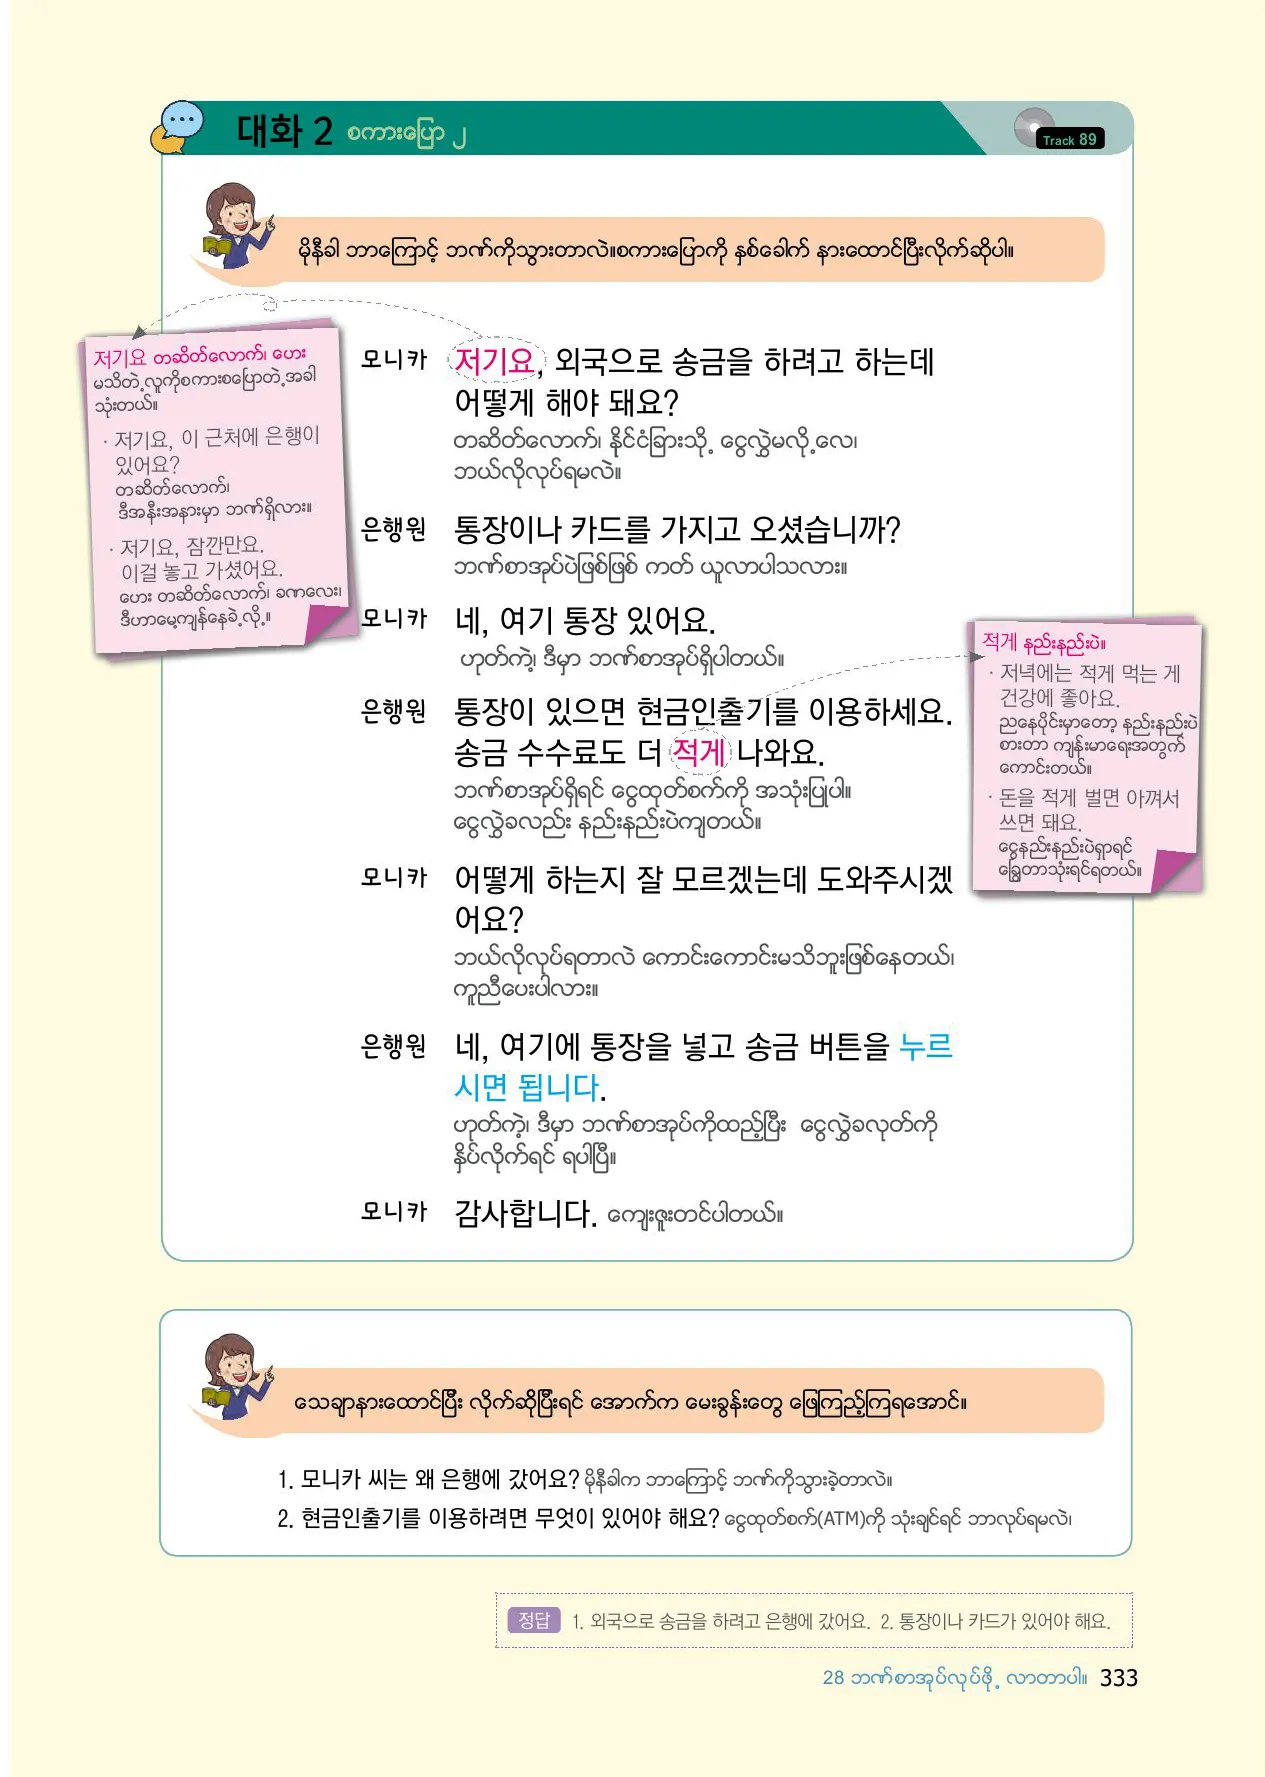 대화 2 စကားပြော ၂
Track 89
မိုနီခါ ဘာကြောင့် ဘဏ်ကိုသွားတာလဲ။စကားပြောကို နှစ်ခေါက် နားထောင်ပြီးလိုက်ဆိုပါ။
저기요 တဆိတ်လောက်၊ ဟေး
မသိတဲ့လူကိုစကားစပြောတဲ့အခါ
သုံးတယ်။
· 저기요, 이 근처에 은행이
있어요?
တဆိတ်လောက်၊
ဒီအနီးအနားမှာ ဘဏ်ရှိလား။
· 저기요, 잠깐만요.
이걸 놓고 가셨어요.
ဟေး တဆိတ်လောက်၊ ခဏလေး၊
ဒီဟာမေ့ကျန်နေခဲ့လို့။
모니카 저기요, 외국으로 송금을 하려고 하는데
어떻게 해야 돼요?
တဆိတ်လောက်၊ နိုင်ငံခြားသို့ ငွေလွှဲမလို့လေ၊
ဘယ်လိုလုပ်ရမလဲ။
은행원 통장이나 카드를 가지고 오셨습니까?
ဘဏ်စာအုပ်ပဲဖြစ်ဖြစ် ကတ် ယူလာပါသလား။
모니카 네, 여기 통장 있어요.
ဟုတ်ကဲ့၊ ဒီမှာ ဘဏ်စာအုပ်ရှိပါတယ်။
은행원 통장이 있으면 현금인출기를 이용하세요.
송금 수수료도 더 적게 나와요.
ဘဏ်စာအုပ်ရှိရင် ငွေထုတ်စက်ကို အသုံးပြုပါ။
ငွေလွှဲခလည်း နည်းနည်းပဲကျတယ်။
적게 နည်းနည်းပဲ။
· 저녁에는 적게 먹는 게
건강에 좋아요.
ညနေပိုင်းမှာတော့ နည်းနည်းပဲ
စားတာ ကျန်းမာရေးအတွက်
ကောင်းတယ်။
· 돈을 적게 벌면 아껴서
쓰면 돼요.
ငွေနည်းနည်းပဲရှာရင်
ခြွေတာသုံးရင်ရတယ်။
모니카 어떻게 하는지 잘 모르겠는데 도와주시겠
어요?
ဘယ်လိုလုပ်ရတာလဲ ကောင်းကောင်းမသိဘူးဖြစ်နေတယ်၊
ကူညီပေးပါလား။
은행원 네, 여기에 통장을 넣고 송금 버튼을 누르
시면 됩니다.
ဟုတ်ကဲ့၊ ဒီမှာ ဘဏ်စာအုပ်ကိုထည့်ပြီး ငွေလွှဲခလုတ်ကို
နှိပ်လိုက်ရင် ရပါပြီ။
모니카 감사합니다. ကျေးဇူးတင်ပါတယ်။
သေချာနားထောင်ပြီး လိုက်ဆိုပြီးရင် အောက်က မေးခွန်းတွေ ဖြေကြည့်ကြရအောင်။
1. 모니카 씨는 왜 은행에 갔어요? မိုနီခါက ဘာကြောင့် ဘဏ်ကိုသွားခဲ့တာလဲ။
2. 현금인출기를 이용하려면 무엇이 있어야 해요? ငွေထုတ်စက်(ATM)ကို သုံးချင်ရင် ဘာလုပ်ရမလဲ၊
정답 1. 외국으로 송금을 하려고 은행에 갔어요. 2. 통장이나 카드가 있어야 해요.
28 ဘဏ်စာအုပ်လုပ်ဖို့ လာတာပါ။ 333